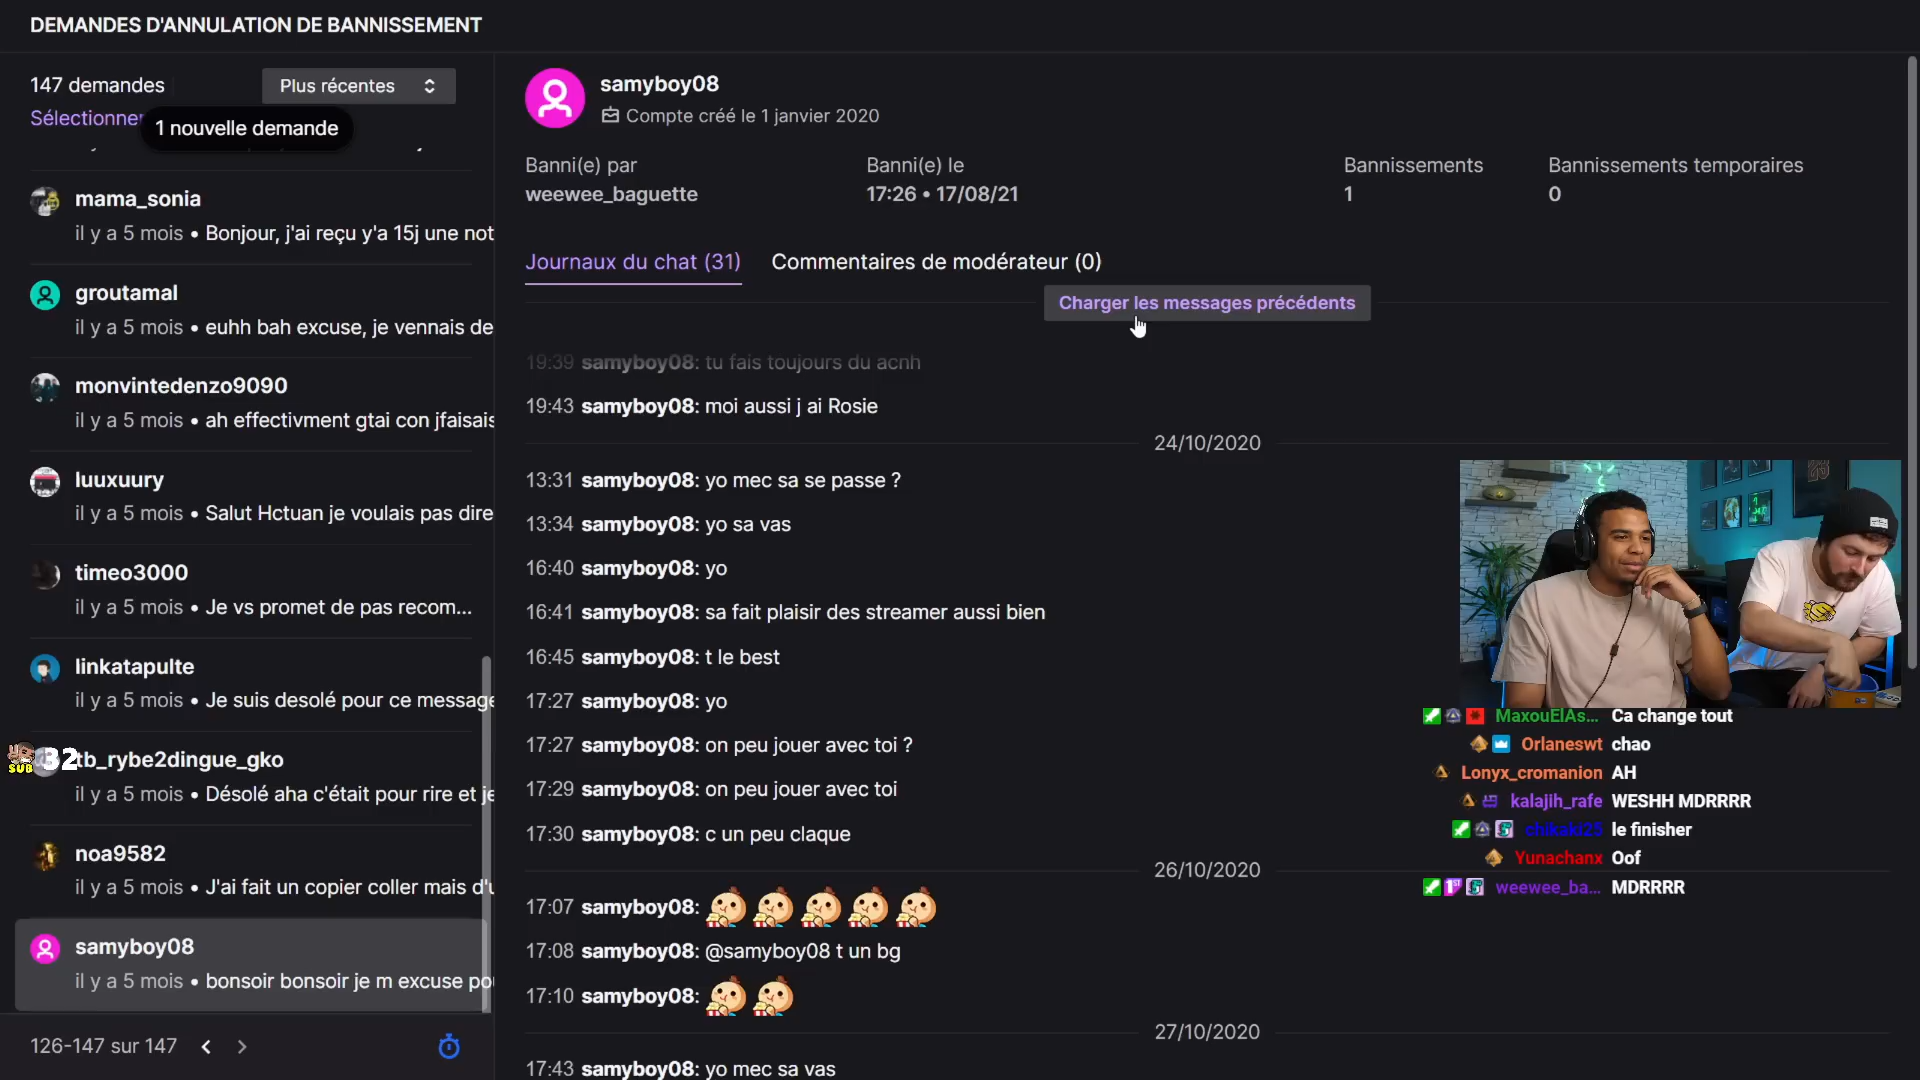 DEMANDES D'ANNULATION DE BANNISSEMENT
147 demandes
Plus récentes
Sélectionner
1 nouvelle demande
mama_sonia
il y a 5 mois • Bonjour, j'ai reçu y'a 15j une not
groutamal
il y a 5 mois • euhh bah excuse, je vennais de
monvintedenzo9090
il y a 5 mois • ah effectivment gtai con jfaisais
luuxuury
il y a 5 mois • Salut Hctuan je voulais pas dire
timeo3000
il y a 5 mois • Je vs promet de pas recom...
linkatapulte
il y a 5 mois • Je suis desolé pour ce message
SUB 32
tb_rybe2dingue_gko
il y a 5 mois • Désolé aha c'était pour rire et je
noa9582
il y a 5 mois • J'ai fait un copier coller mais d'u
samyboy08
il y a 5 mois • bonsoir bonsoir je m excuse pou
126-147 sur 147
samyboy08
Compte créé le 1 janvier 2020
Banni(e) par
weewee_baguette
Banni(e) le
17:26 • 17/08/21
Bannissements
1
Bannissements temporaires
0
Journaux du chat (31)
Commentaires de modérateur (0)
Charger les messages précédents
19:39 samyboy08: tu fais toujours du acnh
19:43 samyboy08: moi aussi j ai Rosie
24/10/2020
13:31 samyboy08: yo mec sa se passe ?
13:34 samyboy08: yo sa vas
16:40 samyboy08: yo
16:41 samyboy08: sa fait plaisir des streamer aussi bien
16:45 samyboy08: t le best
17:27 samyboy08: yo
17:27 samyboy08: on peu jouer avec toi ?
17:29 samyboy08: on peu jouer avec toi
17:30 samyboy08: c un peu claque
26/10/2020
17:07 samyboy08:
17:08 samyboy08: @samyboy08 t un bg
17:10 samyboy08:
27/10/2020
17:43 samyboy08: yo mec sa vas
MaxouElAs... Ca change tout
Orlaneswt chao
Lonyx_cromanion AH
kalajih_rafe WESHH MDRRRR
chikaki25 le finisher
Yunachanx Oof
weewee_ba... MDRRRR